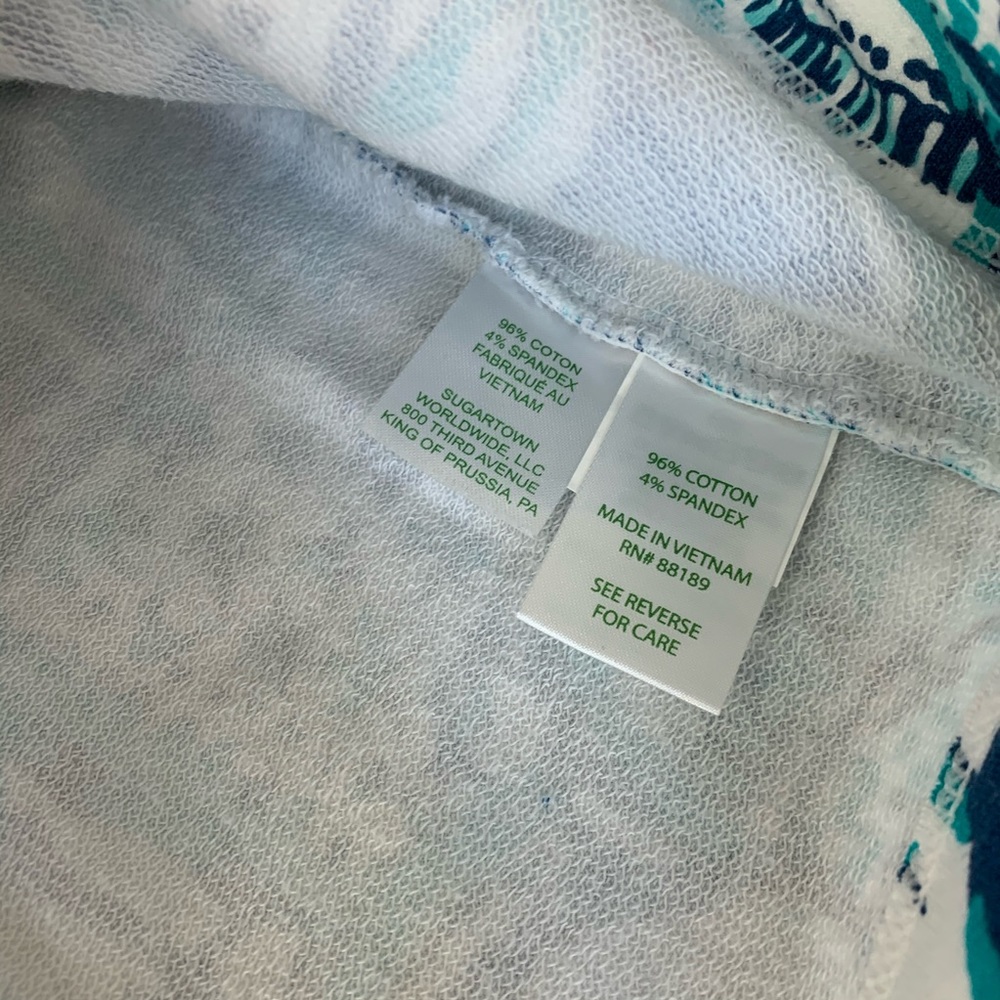 96% COTON
4% SPANDEX
FABRIQUÉ AU
VIETNAM
SUGARTOWN
WORLDWIDE, LLC
800 THIRD AVENUE
KING OF PRUSSIA, PA
96% COTTON
4% SPANDEX
MADE IN VIETNAM
RN# 88189
SEE REVERSE
FOR CARE